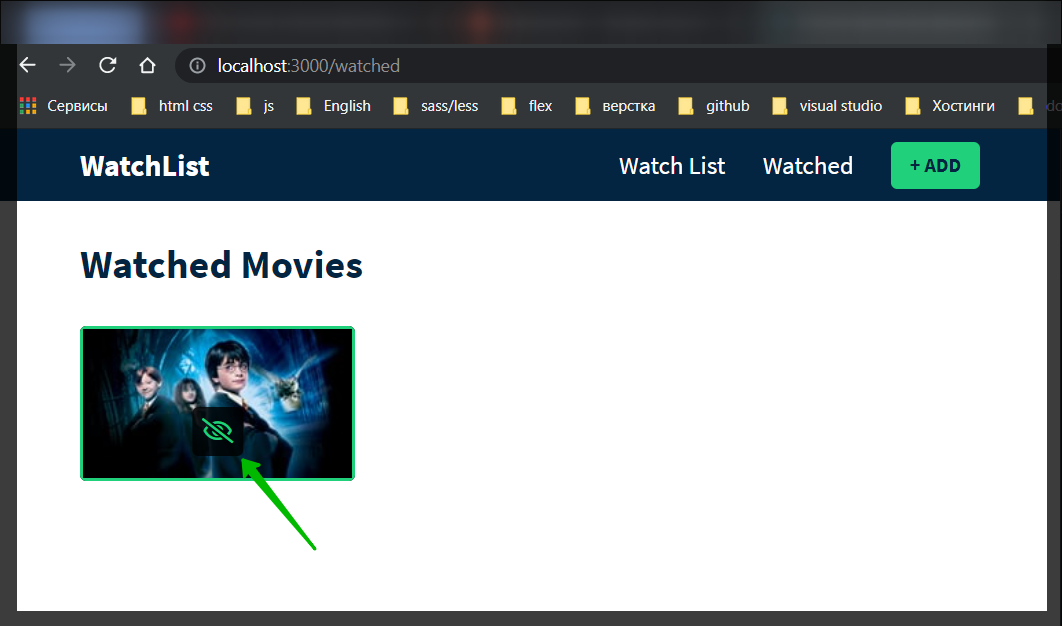 localhost:3000/watched
Сервисы html css js English sass/less flex верстка github visual studio Хостинги
WatchList Watch List Watched + ADD
Watched Movies